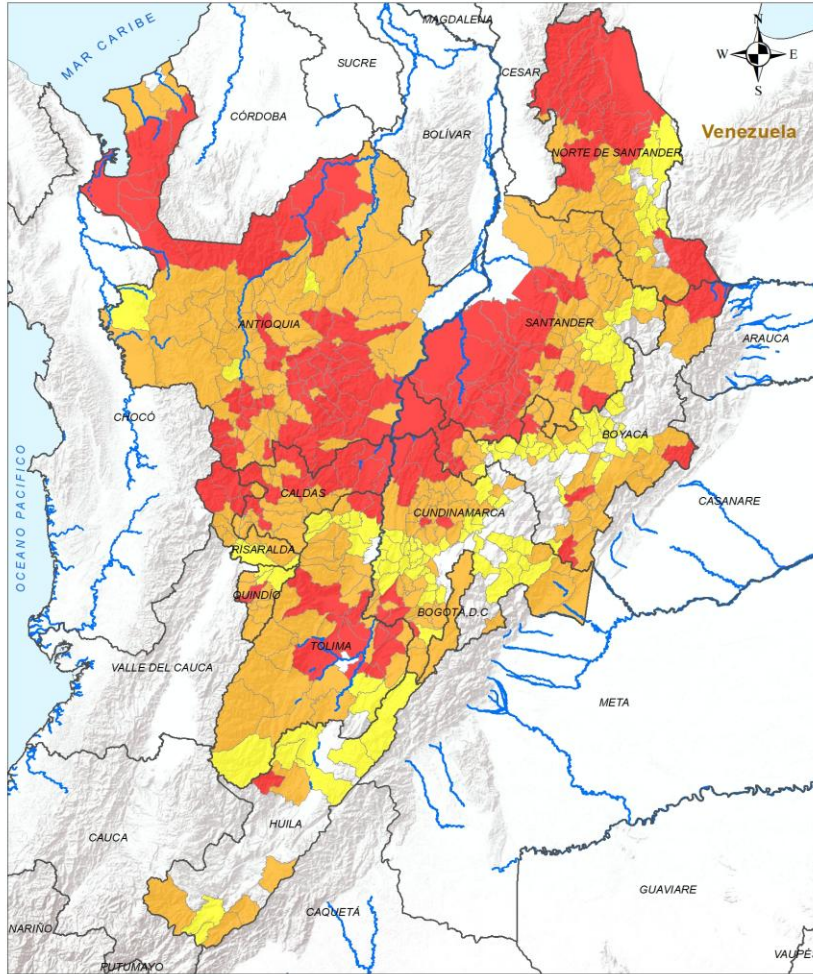 MAGDALENA
N
W E
S
MAR CARIBE
SUCRE
CESAR
CÓRDOBA
Venezuela
BOLÍVAR
NORTE DE SANTANDER
ANTIOQUIA
SANTANDER
ARAUCA
CHOCÓ
BOYACÁ
OCEANO PACIFICO
CALDAS
CASANARE
CUNDINAMARCA
RISARALDA
QUINDÍO
BOGOTÁ, D.C
TOLIMA
VALLE DEL CAUCA
META
HUILA
CAUCA
GUAVIARE
CAQUETÁ
NARIÑO
PUTUMAYO
VAUPÉS